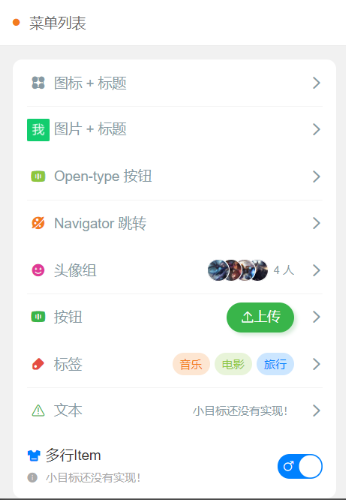 菜单列表
图标 + 标题
我 图片 + 标题
Open-type 按钮
Navigator 跳转
头像组 4 人
按钮 上传
标签 音乐 电影 旅行
文本 小目标还没有实现!
多行Item
小目标还没有实现!